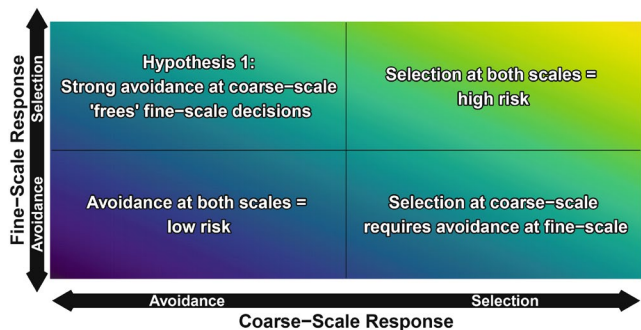 Fine−Scale Response
Selection
Avoidance
Hypothesis 1:
Strong avoidance at coarse−scale
'frees' fine−scale decisions
Selection at both scales =
high risk
Avoidance at both scales =
low risk
Selection at coarse−scale
requires avoidance at fine−scale
Avoidance
Selection
Coarse−Scale Response